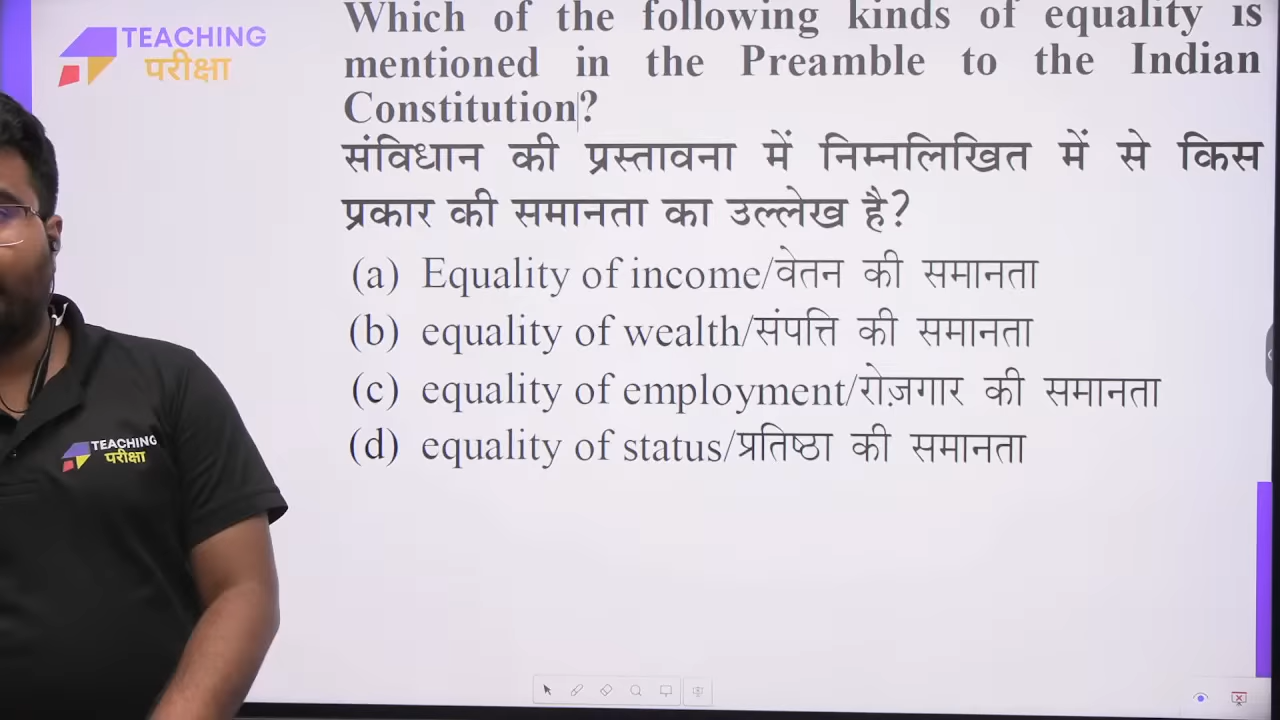 TEACHING
परीक्षा
Which of the following kinds of equality is
mentioned in the Preamble to the Indian
Constitution?
संविधान की प्रस्तावना में निम्नलिखित में से किस
प्रकार की समानता का उल्लेख है?
(a) Equality of income/वेतन की समानता
(b) equality of wealth/संपत्ति की समानता
(c) equality of employment/रोज़गार की समानता
(d) equality of status/प्रतिष्ठा की समानता
TEACHING
परीक्षा